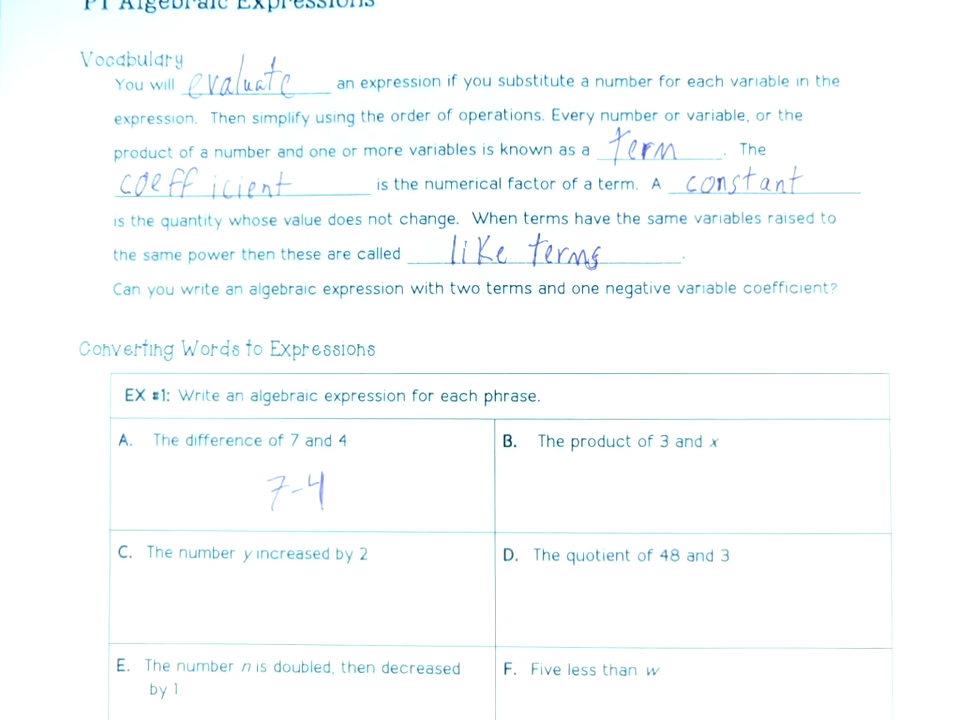 P1 Algebraic Expressions
Vocabulary
You will evaluate an expression if you substitute a number for each variable in the
expression. Then simplify using the order of operations. Every number or variable, or the
product of a number and one or more variables is known as a term. The
coefficient is the numerical factor of a term. A constant
is the quantity whose value does not change. When terms have the same variables raised to
the same power then these are called like terms.
Can you write an algebraic expression with two terms and one negative variable coefficient?
Converting Words to Expressions
EX #1: Write an algebraic expression for each phrase.
A. The difference of 7 and 4
7-4
B. The product of 3 and x
C. The number y increased by 2
D. The quotient of 48 and 3
E. The number n is doubled, then decreased
by 1
F. Five less than w